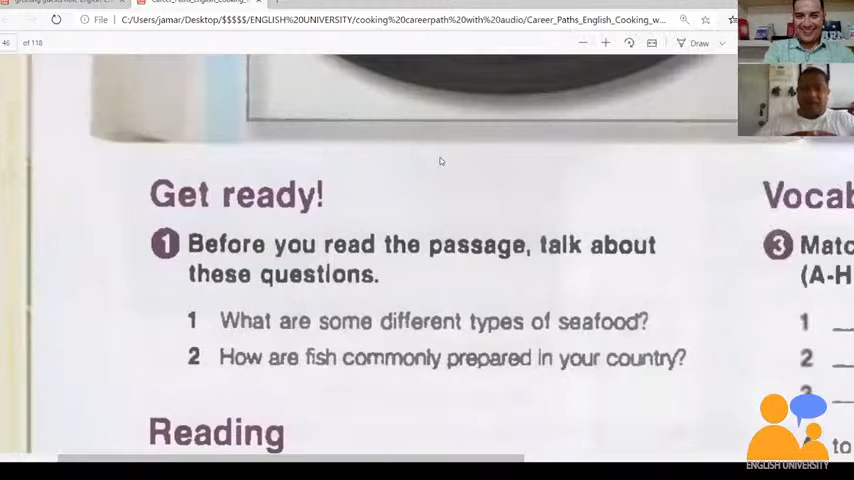 File
C:/Users/jamar/Desktop/$$$$$/ENGLISH%20UNIVERSITY/cooking%20careerpath%20with%20audio/Career_Paths_English_Cooking_w...
46 of 118
Draw
Get ready!
Vocab
1 Before you read the passage, talk about
these questions.
3 Matc
(A-H
1 What are some different types of seafood?
1
2 How are fish commonly prepared in your country?
2
3
Reading
to
ENGLISH UNIVERSITY